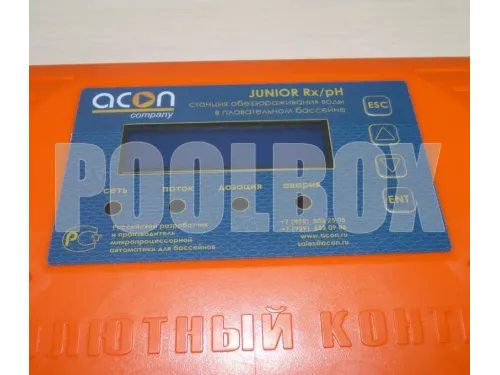 acon
company
JUNIOR Rx/pH
станция обеззараживания воды
в плавательном бассейне
ESC
POOLBOX
сеть поток дозация авария
ENT
РСТ
Российский разработчик
и производитель
микропроцессорной
автоматики для бассейнов
www.acon.ru
sales@acon.ru
ЛЮТНЫЙ КОНТ